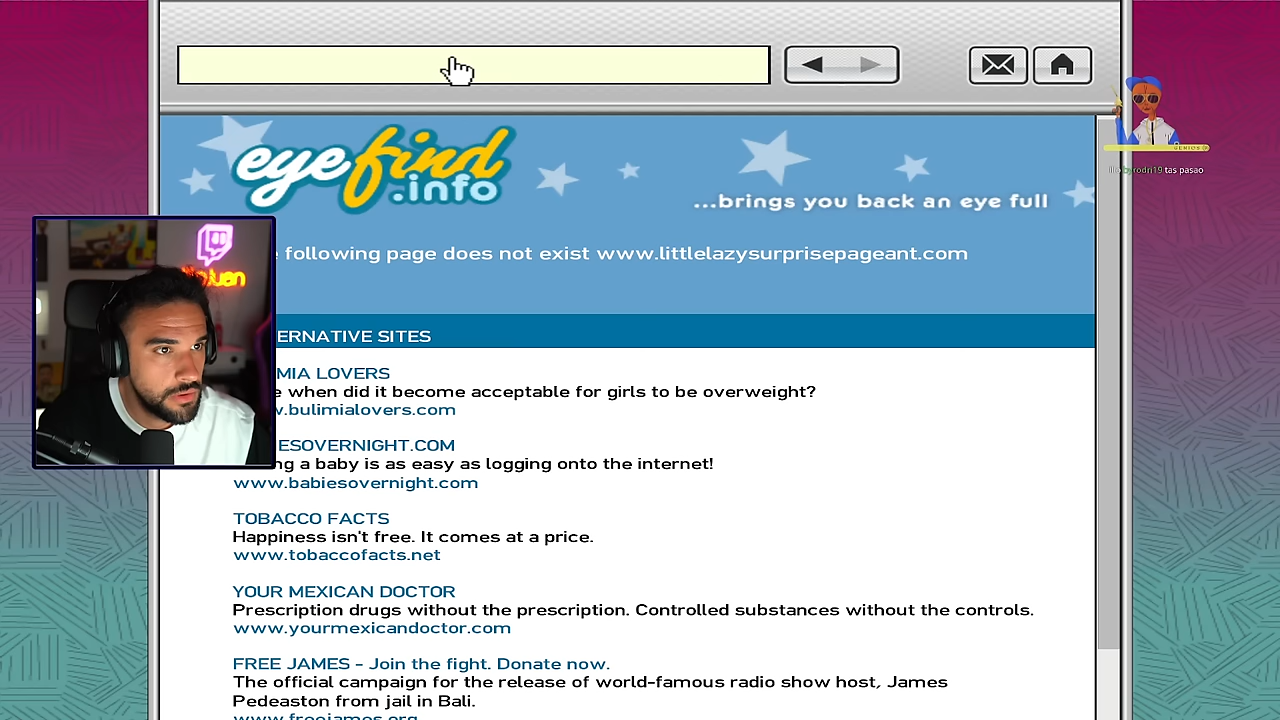 eyefind
.info
...brings you back an eye full
following page does not exist www.littlelazysurprisepageant.com
ERNATIVE SITES
MIA LOVERS
when did it become acceptable for girls to be overweight?
.bulimialovers.com
ESOVERNIGHT.COM
a baby is as easy as logging onto the internet!
www.babiesovernight.com
TOBACCO FACTS
Happiness isn't free. It comes at a price.
www.tobaccofacts.net
YOUR MEXICAN DOCTOR
Prescription drugs without the prescription. Controlled substances without the controls.
www.yourmexicandoctor.com
FREE JAMES - Join the fight. Donate now.
The official campaign for the release of world-famous radio show host, James
Pedeaston from jail in Bali.
www.freejames.org
tas pasao